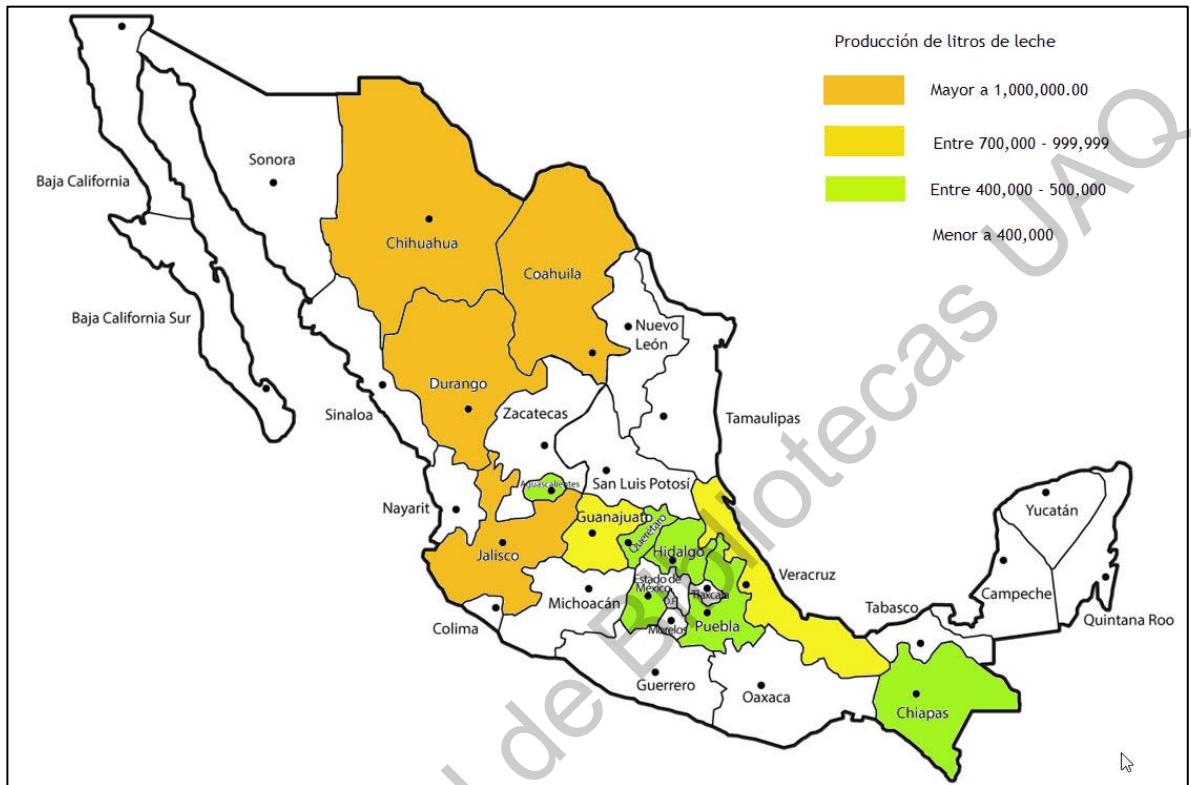 Producción de litros de leche
Mayor a 1,000,000.00
Entre 700,000 - 999,999
Entre 400,000 - 500,000
Menor a 400,000
Baja California
Sonora
Chihuahua
Coahuila
Baja California Sur
Nuevo
León
Durango
Sinaloa
Zacatecas
Tamaulipas
Aguascalientes
San Luis Potosí
Nayarit
Guanajuato
Querétaro
Hidalgo
Jalisco
Yucatán
Estado de
México
D.F.
Tlaxcala
Veracruz
Michoacán
Campeche
Tabasco
Colima
Morelos
Puebla
Quintana Roo
Guerrero
Oaxaca
Chiapas
de Bibliotecas UAQ